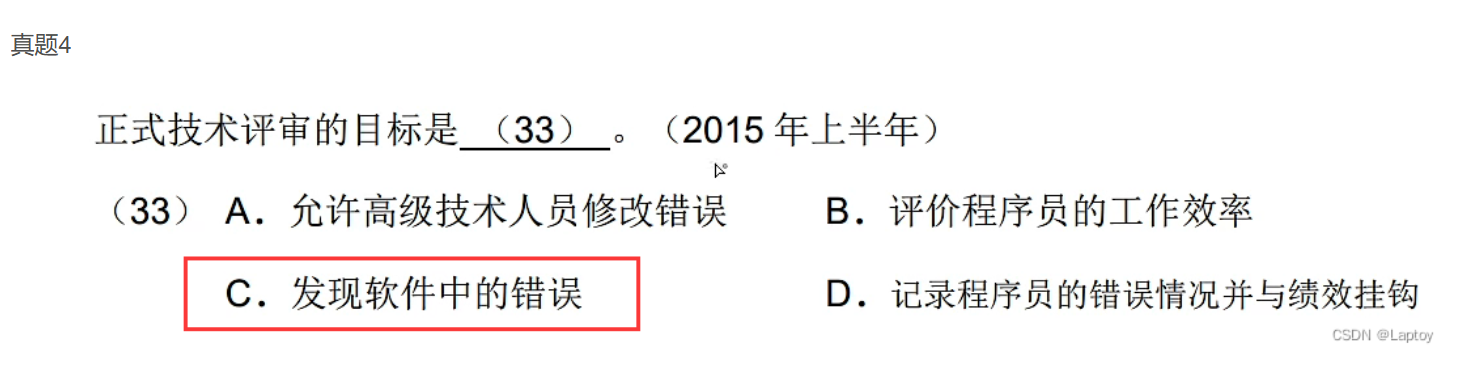 真题4
正式技术评审的目标是 （33） 。（2015 年上半年）
（33） A．允许高级技术人员修改错误 B．评价程序员的工作效率
C．发现软件中的错误 D．记录程序员的错误情况并与绩效挂钩
CSDN @Laptoy